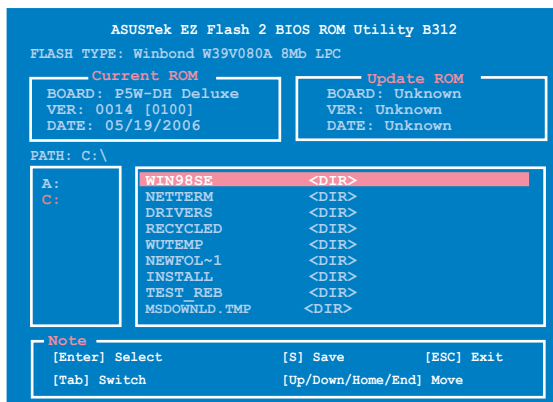 ASUSTek EZ Flash 2 BIOS ROM Utility B312
FLASH TYPE: Winbond W39V080A 8Mb LPC
Current ROM
BOARD: P5W-DH Deluxe
VER: 0014 [0100]
DATE: 05/19/2006
Update ROM
BOARD: Unknown
VER: Unknown
DATE: Unknown
PATH: C:\
A:
C:
WIN98SE <DIR>
NETTERM <DIR>
DRIVERS <DIR>
RECYCLED <DIR>
WUTEMP <DIR>
NEWFOL~1 <DIR>
INSTALL <DIR>
TEST_REB <DIR>
MSDOWNLD.TMP <DIR>
Note
[Enter] Select [S] Save [ESC] Exit
[Tab] Switch [Up/Down/Home/End] Move